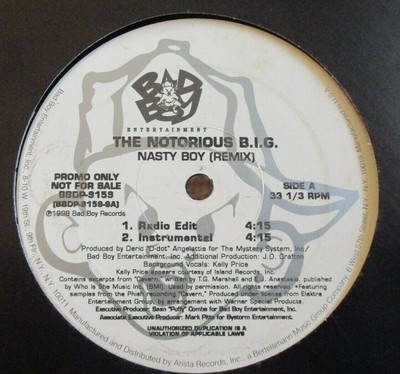 BAD BOY
ENTERTAINMENT
THE NOTORIOUS B.I.G.
NASTY BOY (REMIX)
PROMO ONLY
NOT FOR SALE
BBDP-9159
(BBDP-9159-SA)
℗1998 Bad Boy Records
SIDE A
33 1/3 RPM
1. Radio Edit 4:15
2. Instrumental 4:15
Produced by Deric "D-dot" Angelettie for The Mystery System, Inc/
Bad Boy Entertainment, Inc. Additional Production: J.D.
Background Vocals: Kelly Price
Kelly Price appears courtesy of Island Records, Inc.
Contains excerpts from "Cavern," written by T.G. Marshall and
published
by Who Is She Music Inc. (BMI). Used by permission. All rights reserved. •Featuring
samples from the recording "Cavern," Produced under license from Elektra
Entertainment Group, by arrangement with Warner Special Products.
Executive Producer: Sean "Puffy" Combs for Bad Boy Entertainment, Inc.
Associate Executive Producer: Mark Pitts for Bystorm Entertainment, Inc.
UNAUTHORIZED DUPLICATION IS A
VIOLATION OF APPLICABLE LAWS
Manufactured and Distributed by Arista Records, Inc., a Bertelsmann Music Group Company